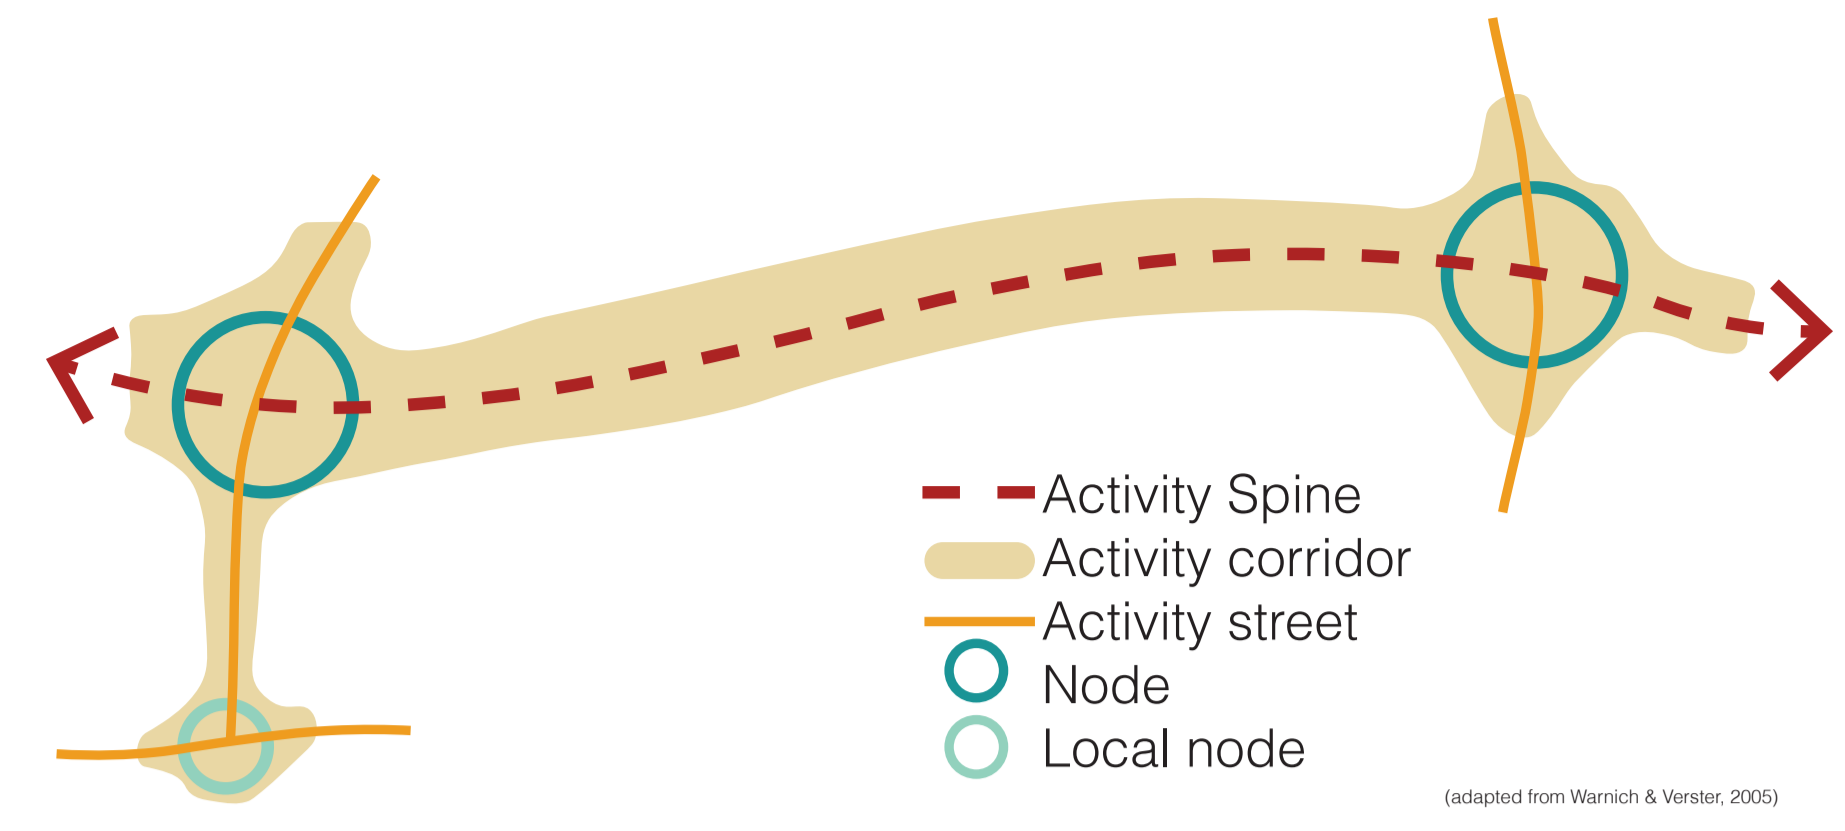 Activity Spine
Activity corridor
Activity street
Node
Local node
(adapted from Warnich & Verster, 2005)